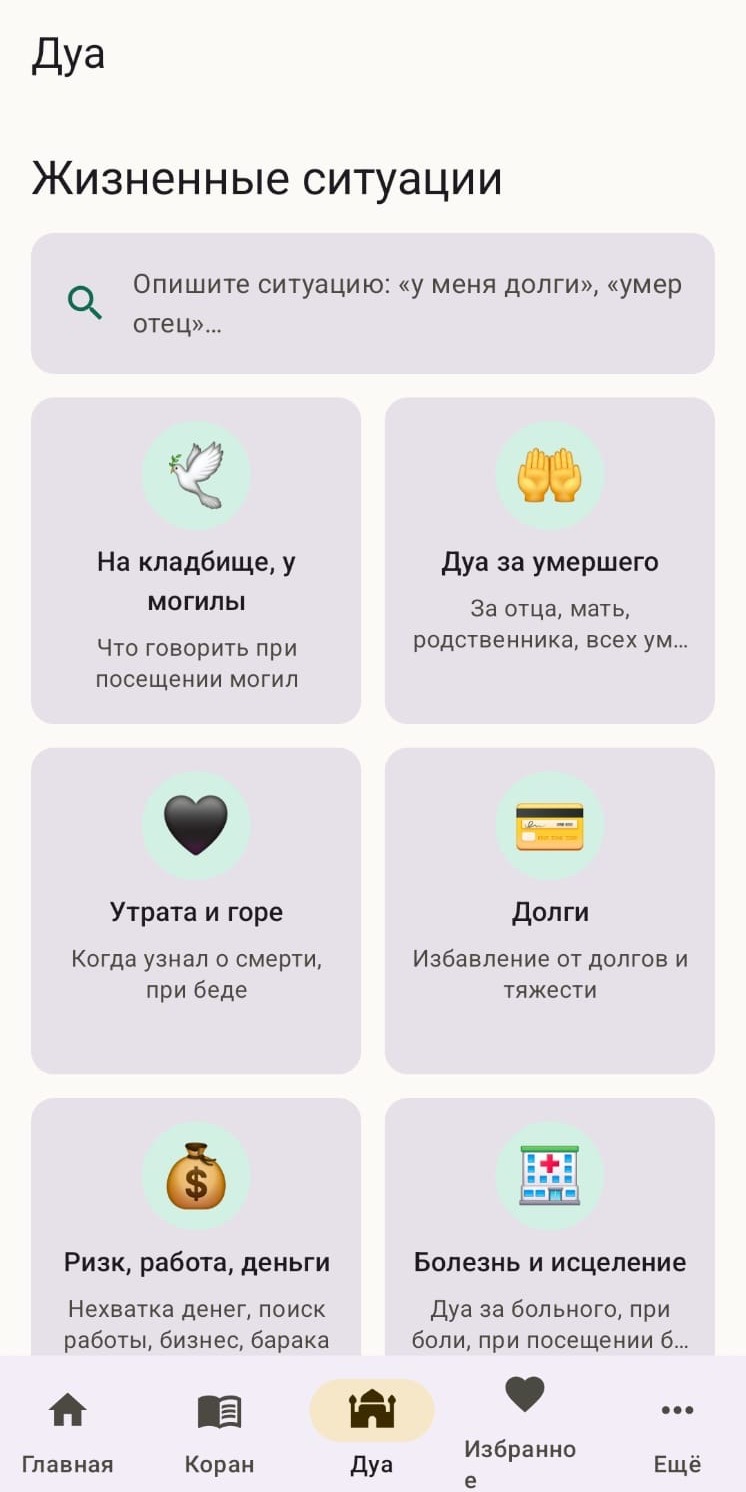 Дуа
Жизненные ситуации
Опишите ситуацию: «у меня долги», «умер
отец»…
На кладбище, у
могилы
Что говорить при
посещении могил
Дуа за умершего
За отца, мать,
родственника, всех ум…
Утрата и горе
Когда узнал о смерти,
при беде
Долги
Избавление от долгов и
тяжести
Ризк, работа, деньги
Нехватка денег, поиск
работы, бизнес, барака
Болезнь и исцеление
Дуа за больного, при
боли, при посещении б…
Главная
Коран
Дуа
Избранно
е
Ещё